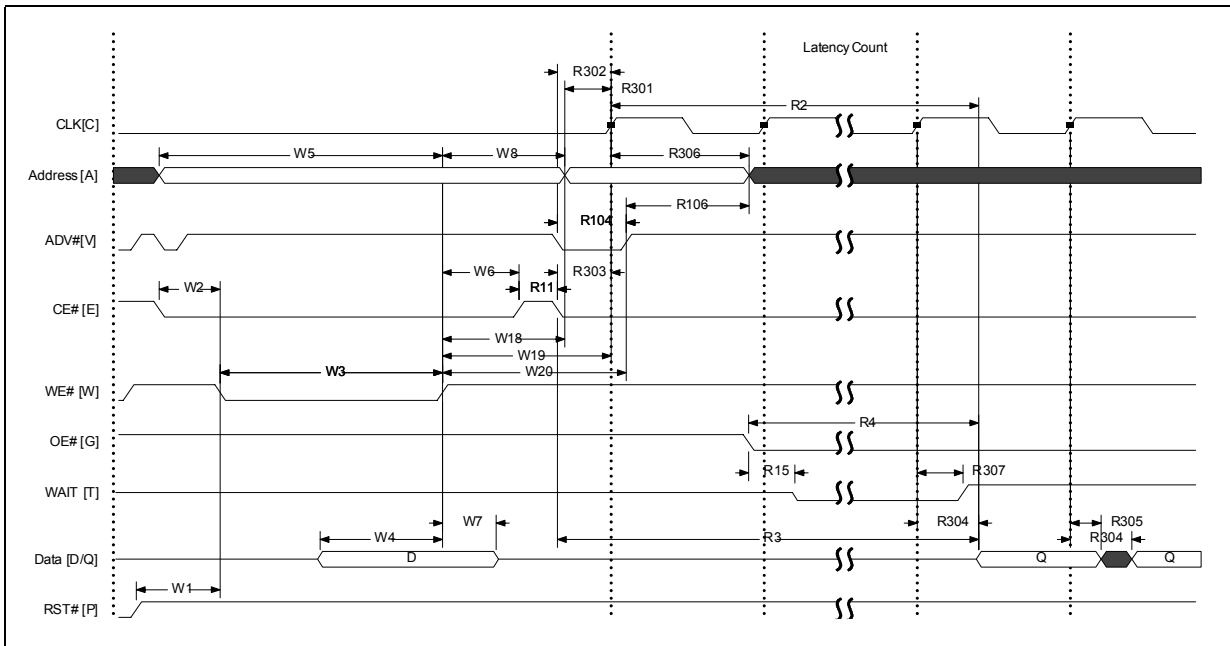 Latency Count
R302
R301
R2
CLK[C]
W5
W8
R306
Address [A]
R106
R104
ADV#[V]
W6
R303
W2
R11
CE# [E]
W18
W19
W3
W20
WE# [W]
R4
OE# [G]
R15
R307
WAIT [T]
W7
R304
R305
W4
R3
R304
Data [D/Q]
D
Q
Q
W1
RST# [P]